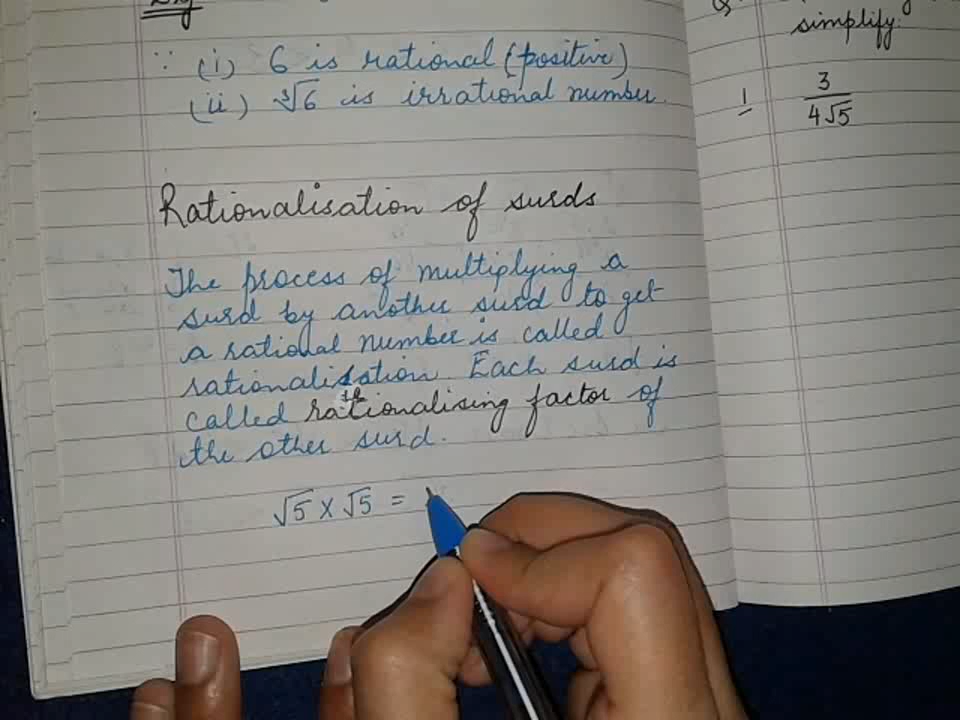 ∵ (i) 6 is rational (positive)
(ii) ∛6 is irrational number.
Rationalisation of surds
The process of multiplying a
surd by another surd to get
a rational number is called
rationalisation. Each surd is
called rationalising factor of
the other surd.
√5 × √5 =
simplify:
1 3/4√5